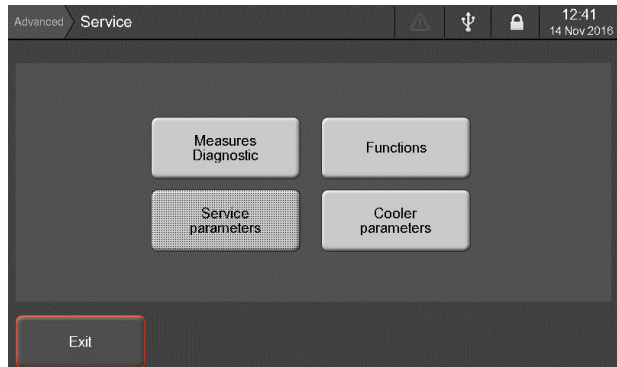 Advanced Service
12:41
14 Nov 2016
Measures
Diagnostic
Functions
Service
parameters
Cooler
parameters
Exit